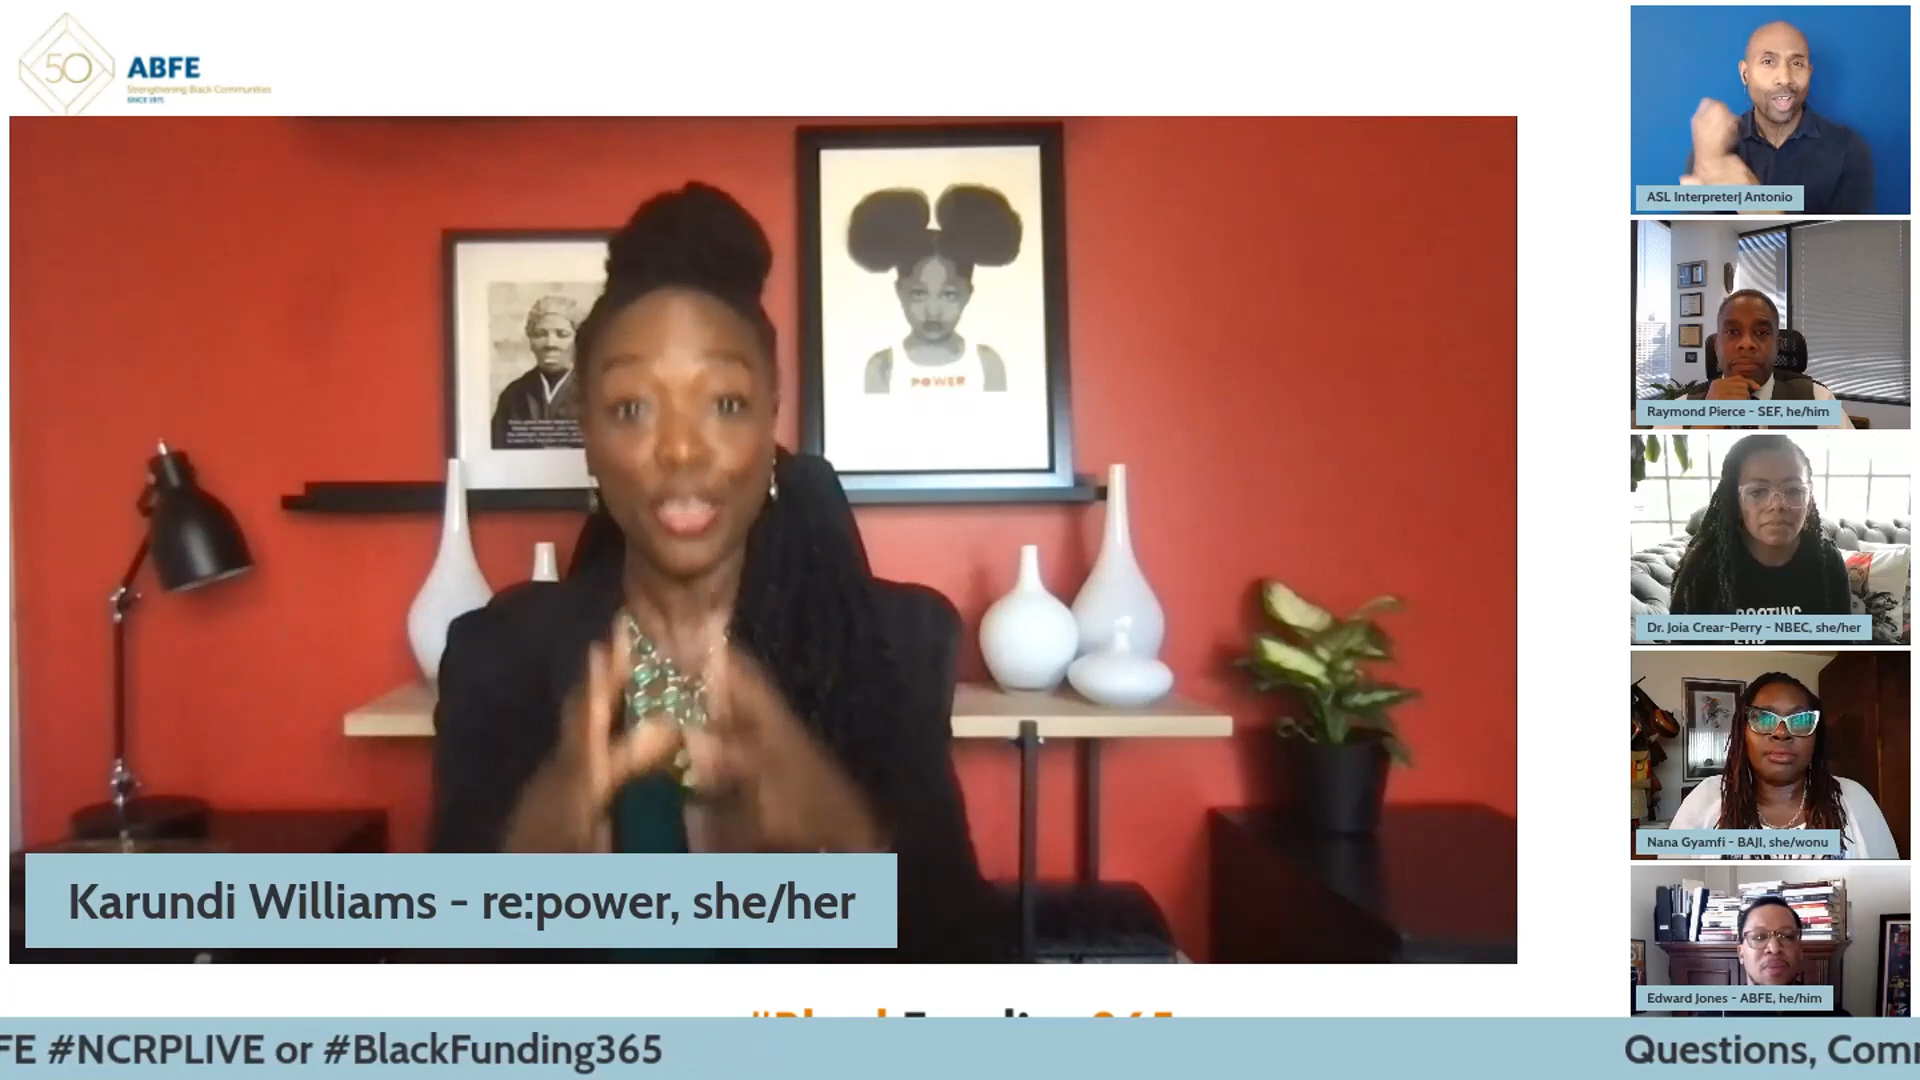 50
ABFE
Strengthening Black Communities
SINCE 1971
POWER
Karundi Williams - re:power, she/her
ASL Interpreter| Antonio
Raymond Pierce - SEF, he/him
Dr. Joia Crear-Perry - NBEC, she/her
Nana Gyamfi - BAJI, she/wonu
Edward Jones - ABFE, he/him
#BlackFunding365
FE #NCRPLIVE or #BlackFunding365
Questions, Com